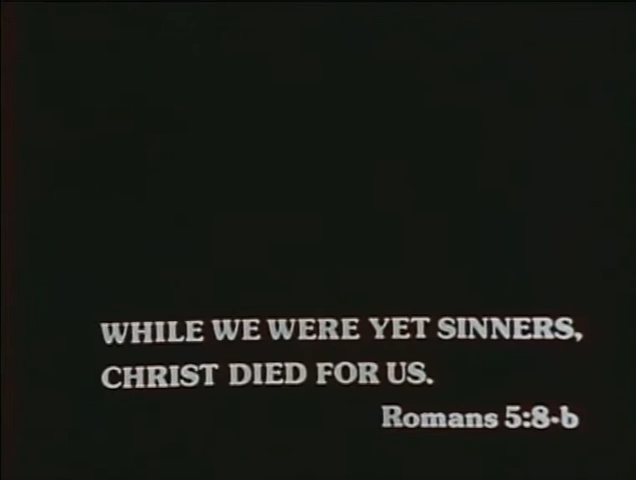 WHILE WE WERE YET SINNERS,
CHRIST DIED FOR US.
Romans 5:8-b